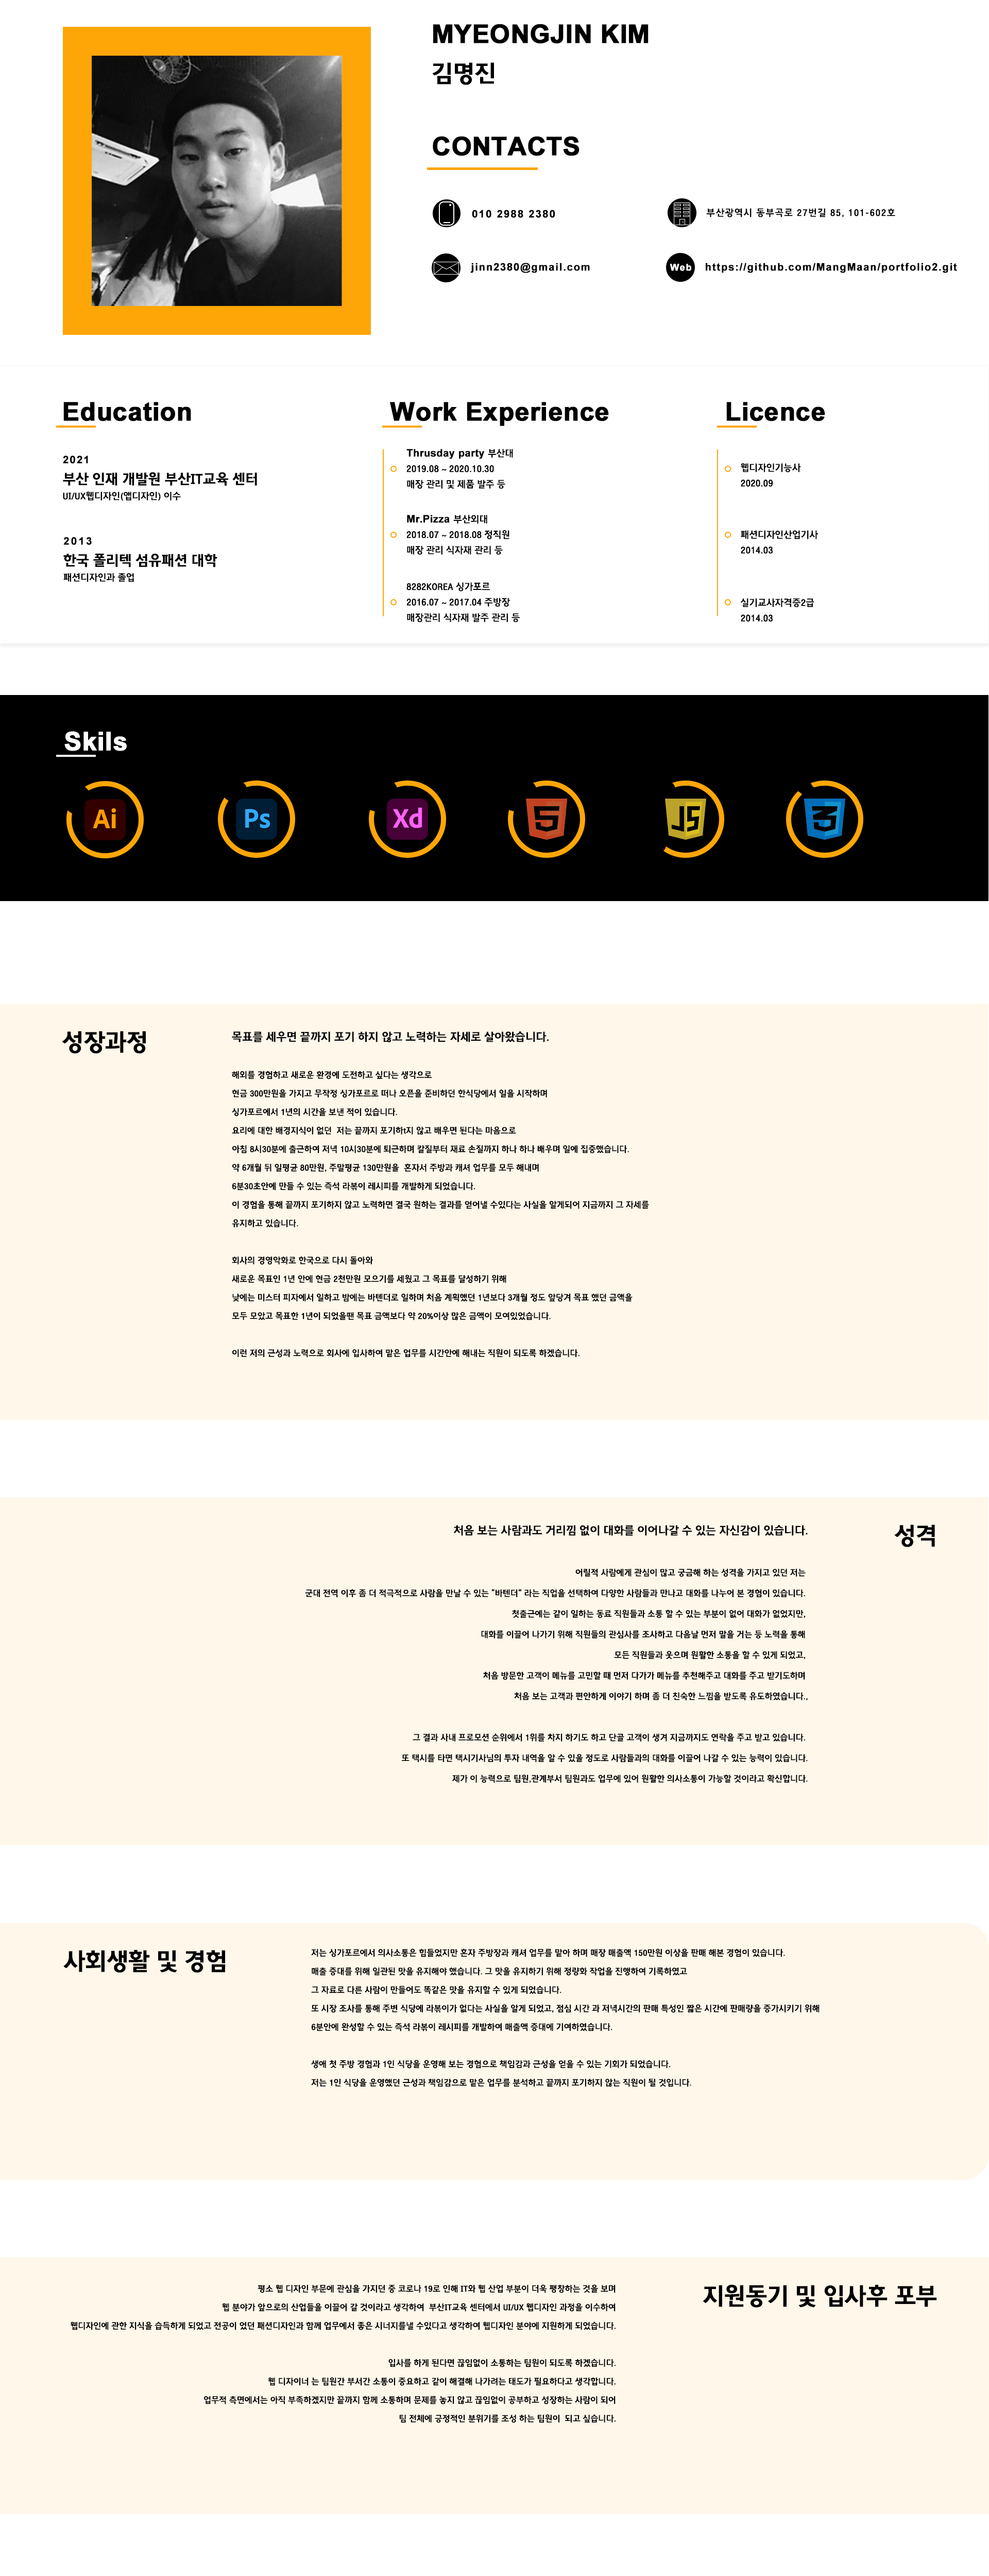 MYEONGJIN KIM
김명진
CONTACTS
010 2988 2380
부산광역시 동부곡로 27번길 85, 101-602호
jinn2380@gmail.com
Web
https://github.com/MangMaan/portfolio2.git
Education
2021
부산 인재 개발원 부산IT교육 센터
UI/UX웹디자인(앱디자인) 이수
2013
한국 폴리텍 섬유패션 대학
패션디자인과 졸업
Work Experience
Thrusday party 부산대
2019.08 ~ 2020.10.30
매장 관리 및 제품 발주 등
Mr.Pizza 부산외대
2018.07 ~ 2018.08 정직원
매장 관리 식자재 관리 등
8282KOREA 싱가포르
2016.07 ~ 2017.04 주방장
매장관리 식자재 발주 관리 등
Licence
웹디자인기능사
2020.09
패션디자인산업기사
2014.03
실기교사자격증2급
2014.03
Skils
Ai
Ps
Xd
5
JS
3
성장과정
목표를 세우면 끝까지 포기 하지 않고 노력하는 자세로 살아왔습니다.
해외를 경험하고 새로운 환경에 도전하고 싶다는 생각으로
현금 300만원을 가지고 무작정 싱가포르로 떠나 오픈을 준비하던 한식당에서 일을 시작하며
싱가포르에서 1년의 시간을 보낸 적이 있습니다.
요리에 대한 배경지식이 없던 저는 끝까지 포기하t지 않고 배우면 된다는 마음으로
아침 8시30분에 출근하여 저녁 10시30분에 퇴근하며 칼질부터 재료 손질까지 하나 하나 배우며 일에 집중했습니다.
약 6개월 뒤 일평균 80만원, 주말평균 130만원을 혼자서 주방과 캐셔 업무를 모두 해내며
6분30초안에 만들 수 있는 즉석 라볶이 레시피를 개발하게 되었습니다.
이 경험을 통해 끝까지 포기하지 않고 노력하면 결국 원하는 결과를 얻어낼 수있다는 사실을 알게되어 지금까지 그 자세를
유지하고 있습니다.
회사의 경영악화로 한국으로 다시 돌아와
새로운 목표인 1년 안에 현금 2천만원 모으기를 세웠고 그 목표를 달성하기 위해
낮에는 미스터 피자에서 일하고 밤에는 바텐더로 일하며 처음 계획했던 1년보다 3개월 정도 앞당겨 목표 했던 금액을
모두 모았고 목표한 1년이 되었을땐 목표 금액보다 약 20%이상 많은 금액이 모여있었습니다.
이런 저의 근성과 노력으로 회사에 입사하여 맡은 업무를 시간안에 해내는 직원이 되도록 하겠습니다.
성격
처음 보는 사람과도 거리낌 없이 대화를 이어나갈 수 있는 자신감이 있습니다.
어릴적 사람에게 관심이 많고 궁금해 하는 성격을 가지고 있던 저는
군대 전역 이후 좀 더 적극적으로 사람을 만날 수 있는 "바텐더" 라는 직업을 선택하여 다양한 사람들과 만나고 대화를 나누어 본 경험이 있습니다.
첫출근에는 같이 일하는 동료 직원들과 소통 할 수 있는 부분이 없어 대화가 없었지만,
대화를 이끌어 나가기 위해 직원들의 관심사를 조사하고 다음날 먼저 말을 거는 등 노력을 통해
모든 직원들과 웃으며 원활한 소통을 할 수 있게 되었고,
처음 방문한 고객이 메뉴를 고민할 때 먼저 다가가 메뉴를 추천해주고 대화를 주고 받기도하며
처음 보는 고객과 편안하게 이야기 하며 좀 더 친숙한 느낌을 받도록 유도하였습니다.,
그 결과 사내 프로모션 순위에서 1위를 차지 하기도 하고 단골 고객이 생겨 지금까지도 연락을 주고 받고 있습니다.
또 택시를 타면 택시기사님의 투자 내역을 알 수 있을 정도로 사람들과의 대화를 이끌어 나갈 수 있는 능력이 있습니다.
제가 이 능력으로 팀원,관계부서 팀원과도 업무에 있어 원활한 의사소통이 가능할 것이라고 확신합니다.
사회생활 및 경험
저는 싱가포르에서 의사소통은 힘들었지만 혼자 주방장과 캐셔 업무를 맡아 하며 매장 매출액 150만원 이상을 판매 해본 경험이 있습니다.
매출 증대를 위해 일관된 맛을 유지해야 했습니다. 그 맛을 유지하기 위해 정량화 작업을 진행하여 기록하였고
그 자료로 다른 사람이 만들어도 똑같은 맛을 유지할 수 있게 되었습니다.
또 시장 조사를 통해 주변 식당에 라볶이가 없다는 사실을 알게 되었고, 점심 시간 과 저녁시간의 판매 특성인 짧은 시간에 판매량을 증가시키기 위해
6분안에 완성할 수 있는 즉석 라볶이 레시피를 개발하여 매출액 증대에 기여하였습니다.
생애 첫 주방 경험과 1인 식당을 운영해 보는 경험으로 책임감과 근성을 얻을 수 있는 기회가 되었습니다.
저는 1인 식당을 운영했던 근성과 책임감으로 맡은 업무를 분석하고 끝까지 포기하지 않는 직원이 될 것입니다.
지원동기 및 입사후 포부
평소 웹 디자인 부문에 관심을 가지던 중 코로나 19로 인해 IT와 웹 산업 부분이 더욱 팽창하는 것을 보며
웹 분야가 앞으로의 산업들을 이끌어 갈 것이라고 생각하여 부산IT교육 센터에서 UI/UX 웹디자인 과정을 이수하여
웹디자인에 관한 지식을 습득하게 되었고 전공이 었던 패션디자인과 함께 업무에서 좋은 시너지를낼 수있다고 생각하여 웹디자인 분야에 지원하게 되었습니다.
입사를 하게 된다면 끊임없이 소통하는 팀원이 되도록 하겠습니다.
웹 디자이너 는 팀원간 부서간 소통이 중요하고 같이 해결해 나가려는 태도가 필요하다고 생각합니다.
업무적 측면에서는 아직 부족하겠지만 끝까지 함께 소통하며 문제를 놓지 않고 끊임없이 공부하고 성장하는 사람이 되어
팀 전체에 긍정적인 분위기를 조성 하는 팀원이 되고 싶습니다.